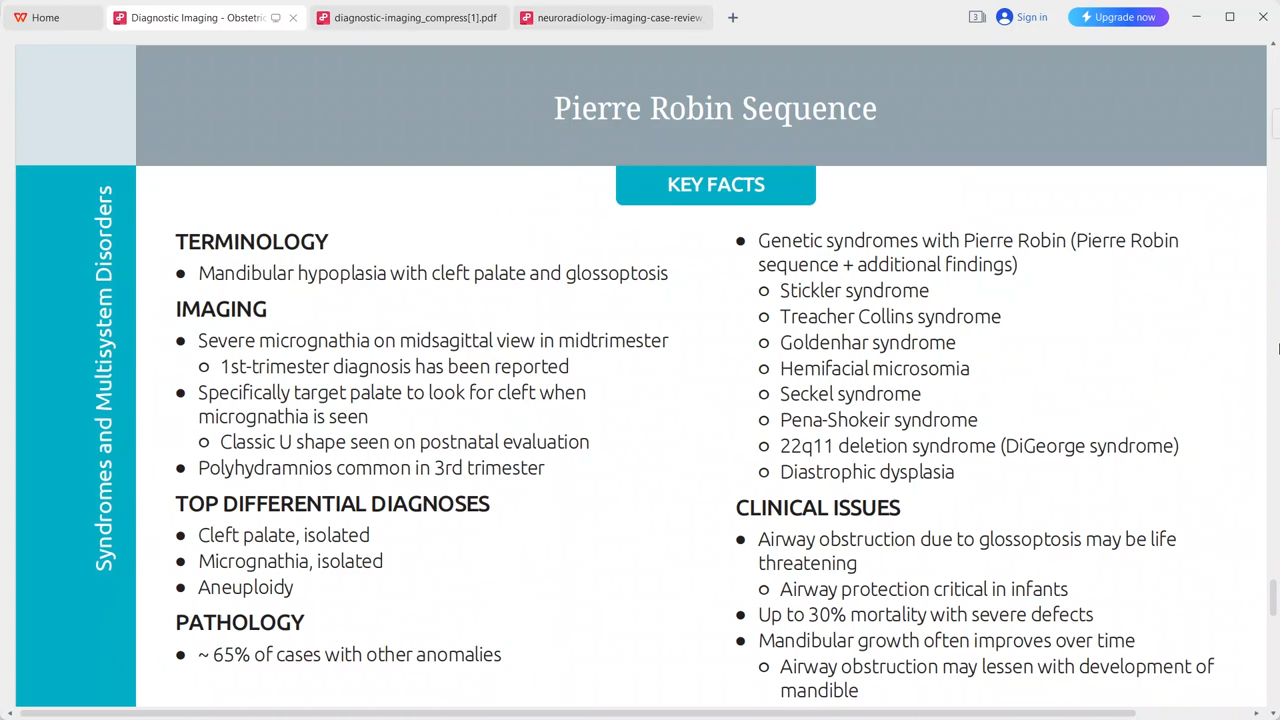 Home
Diagnostic Imaging - Obstetric
diagnostic-imaging_compress[1].pdf
neuroradiology-imaging-case-review
3
Sign in
Upgrade now
Pierre Robin Sequence
KEY FACTS
Syndromes and Multisystem Disorders
TERMINOLOGY
● Mandibular hypoplasia with cleft palate and glossoptosis
IMAGING
● Severe micrognathia on midsagittal view in midtrimester
○ 1st-trimester diagnosis has been reported
● Specifically target palate to look for cleft when
micrognathia is seen
○ Classic U shape seen on postnatal evaluation
● Polyhydramnios common in 3rd trimester
TOP DIFFERENTIAL DIAGNOSES
● Cleft palate, isolated
● Micrognathia, isolated
● Aneuploidy
PATHOLOGY
● ~ 65% of cases with other anomalies
● Genetic syndromes with Pierre Robin (Pierre Robin
sequence + additional findings)
○ Stickler syndrome
○ Treacher Collins syndrome
○ Goldenhar syndrome
○ Hemifacial microsomia
○ Seckel syndrome
○ Pena-Shokeir syndrome
○ 22q11 deletion syndrome (DiGeorge syndrome)
○ Diastrophic dysplasia
CLINICAL ISSUES
● Airway obstruction due to glossoptosis may be life
threatening
○ Airway protection critical in infants
● Up to 30% mortality with severe defects
● Mandibular growth often improves over time
○ Airway obstruction may lessen with development of
mandible